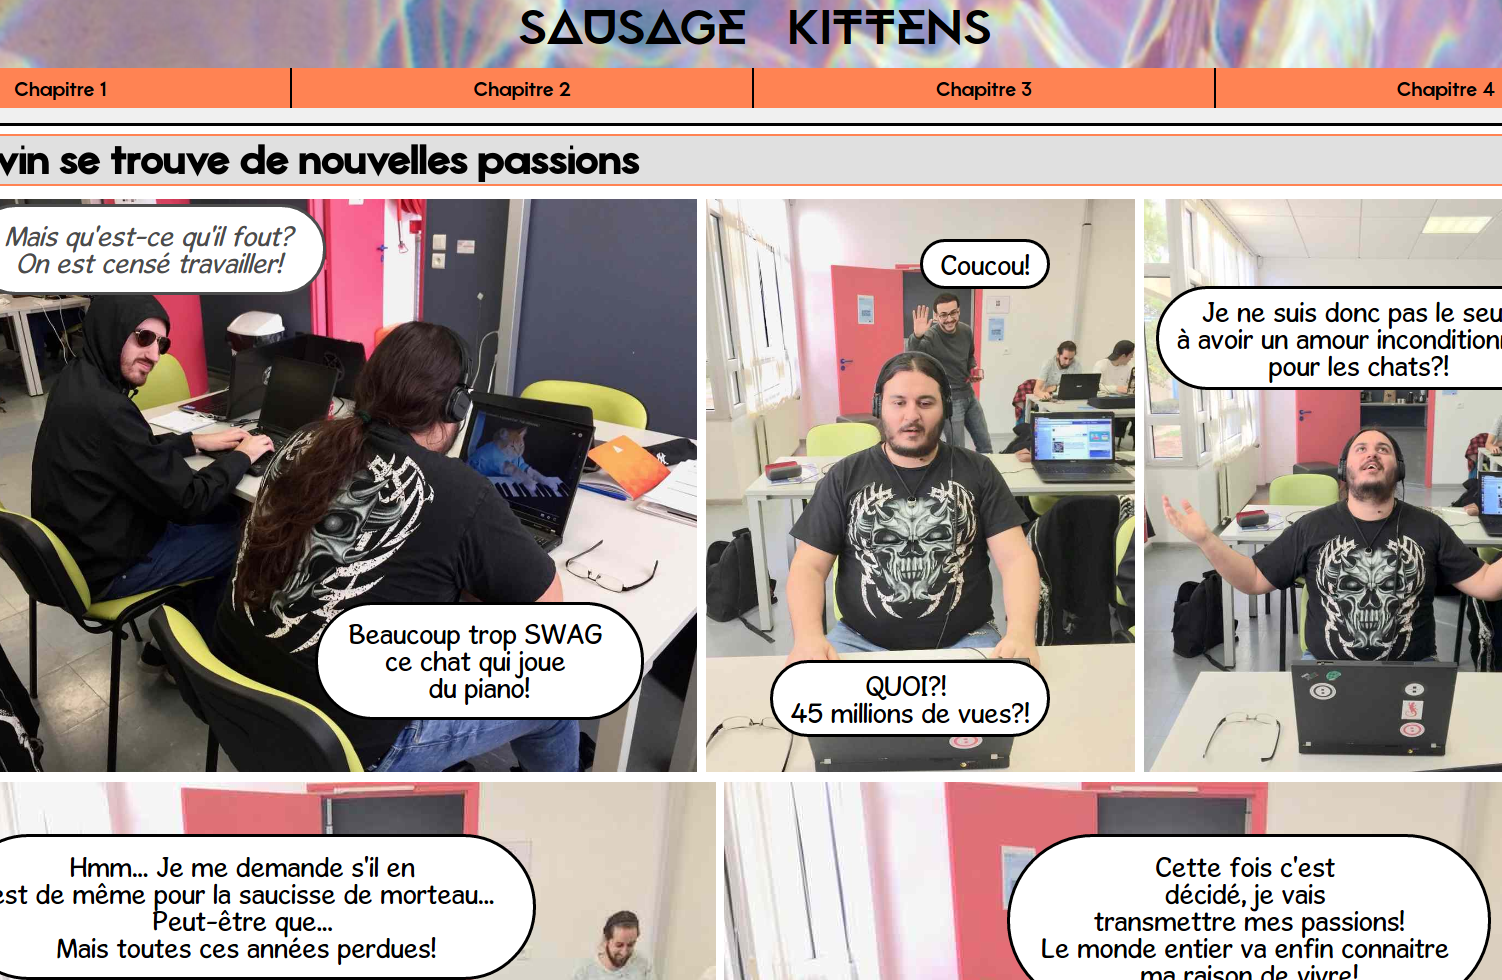 SAUSAGE KITTENS
Chapitre 1
Chapitre 2
Chapitre 3
Chapitre 4
vin se trouve de nouvelles passions
Mais qu'est-ce qu'il fout?
On est censé travailler!
Beaucoup trop SWAG
ce chat qui joue
du piano!
Coucou!
QUOI?!
45 millions de vues?!
Je ne suis donc pas le seu
à avoir un amour inconditionn
pour les chats?!
Hmm... Je me demande s'il en
est de même pour la saucisse de morteau...
Peut-être que...
Mais toutes ces années perdues!
Cette fois c'est
décidé, je vais
transmettre mes passions!
Le monde entier va enfin connaitre
ma raison de vivre!